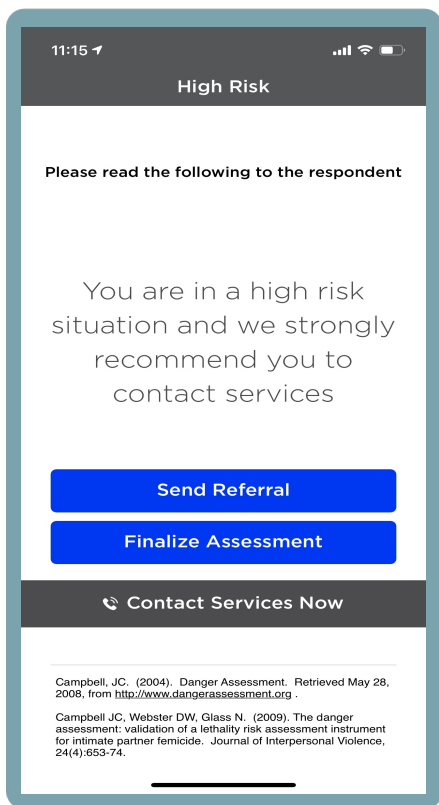 11:15
High Risk
Please read the following to the respondent
You are in a high risk
situation and we strongly
recommend you to
contact services
Send Referral
Finalize Assessment
Contact Services Now
Campbell, JC.  (2004).  Danger Assessment.  Retrieved May 28,
2008, from http://www.dangerassessment.org .
Campbell JC, Webster DW, Glass N.  (2009). The danger
assessment: validation of a lethality risk assessment instrument
for intimate partner femicide.  Journal of Interpersonal Violence,
24(4):653-74.